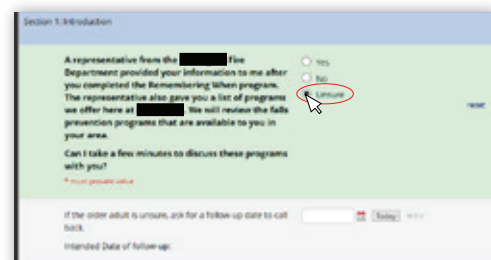 Section 1: Introduction
A representative from the Fire
Department provided your information to me after
you completed the Remembering When program.
The representative also gave you a list of programs
we offer here at . We will review the falls
prevention programs that are available to you in
your area.
Can I take a few minutes to discuss these programs
with you?
* must provide value
Yes
No
Unsure
reset
If the older adult is unsure, ask for a follow-up date to call
back.
Today
Intended Date of follow-up: